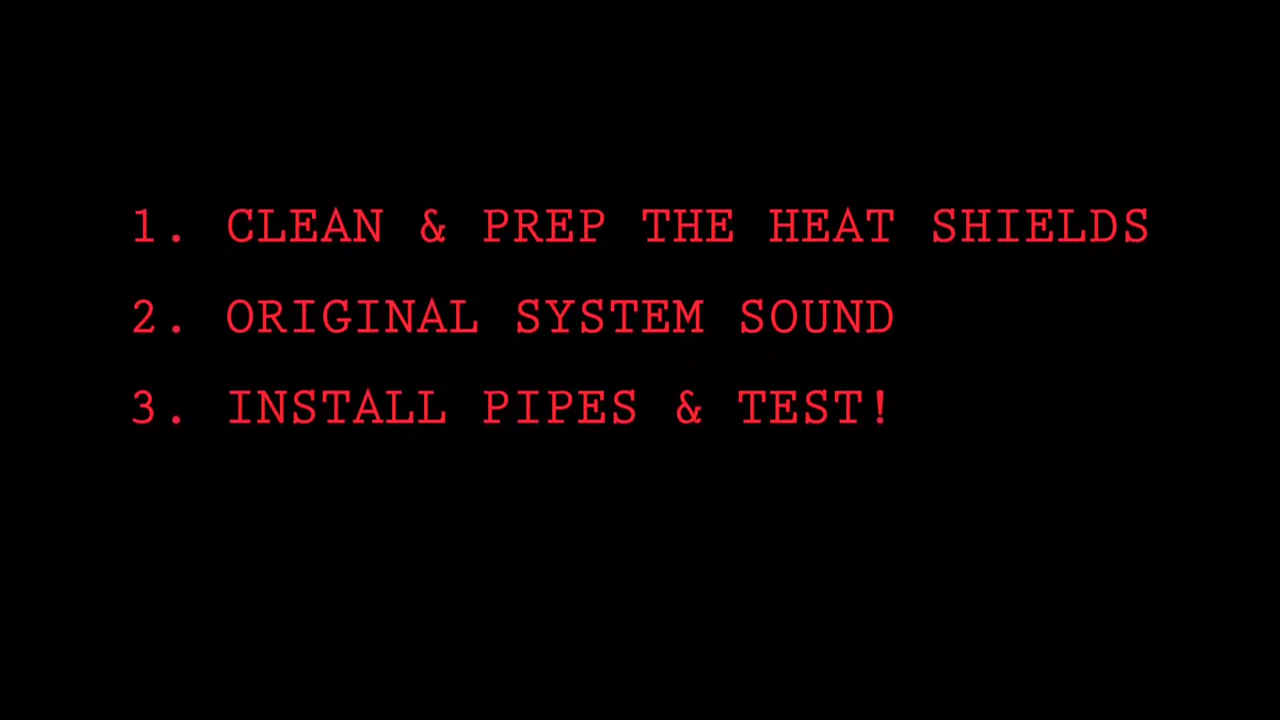 1. CLEAN & PREP THE HEAT SHIELDS
2. ORIGINAL SYSTEM SOUND
3. INSTALL PIPES & TEST!